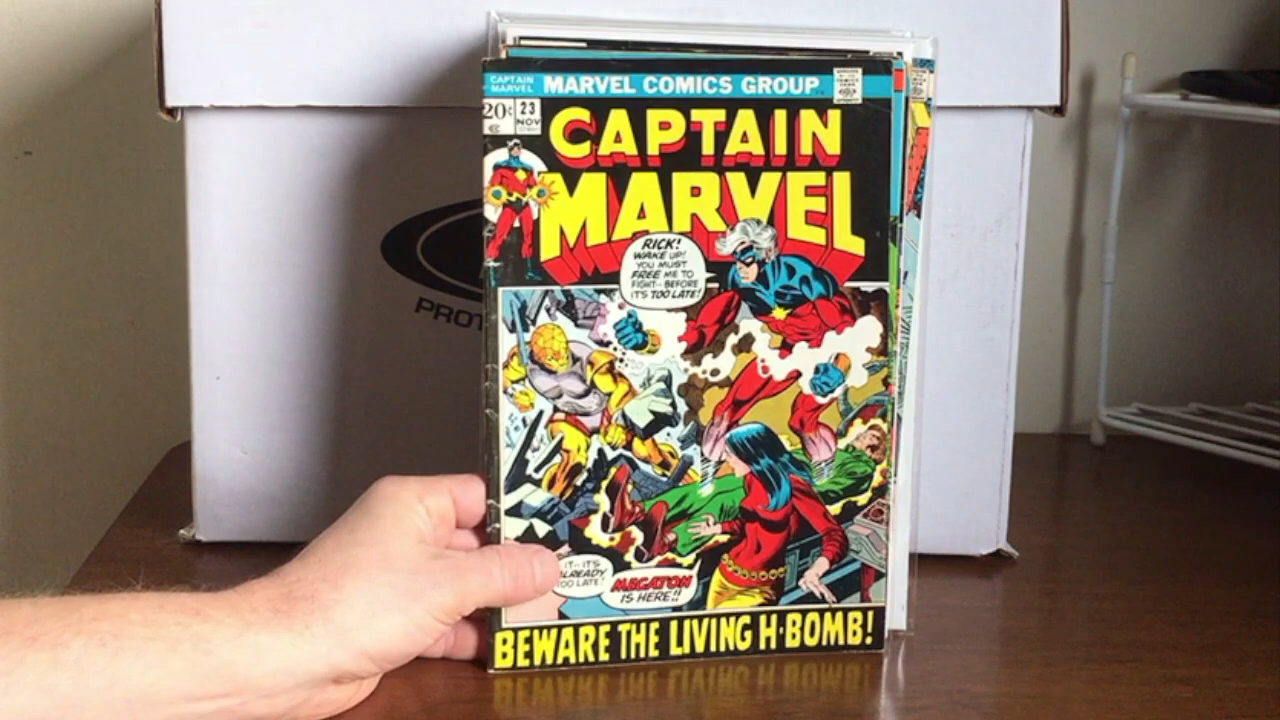 CAPTAIN
MARVEL
MARVEL COMICS GROUP
20¢
23
NOV
CAPTAIN
MARVEL
RICK!
WAKE UP!
YOU MUST
FREE ME TO
FIGHT--BEFORE
IT'S TOO LATE!
PROT
IT--IT'S
ALREADY
TOO LATE!
MEGATON
IS HERE!!
BEWARE THE LIVING H-BOMB!